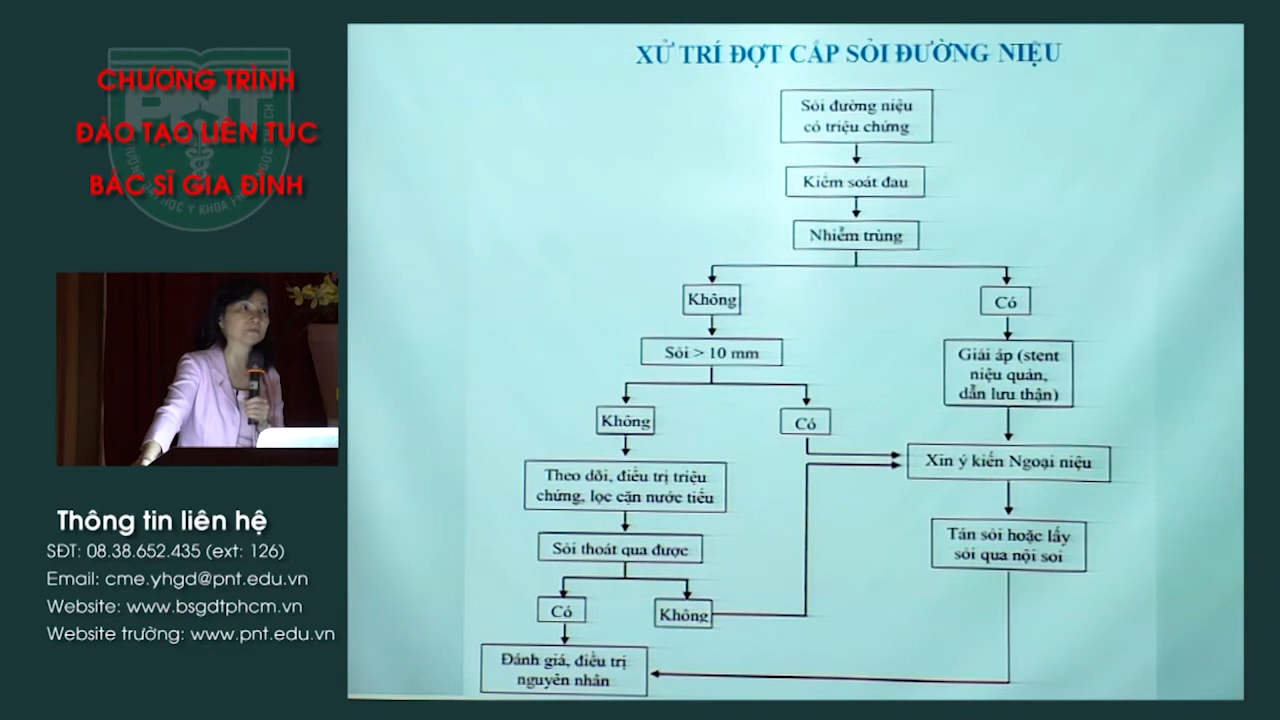 CHƯƠNG TRÌNH
ĐÀO TẠO LIÊN TỤC
BÁC SĨ GIA ĐÌNH
PNT
Thông tin liên hệ
SĐT: 08.38.652.435 (ext: 126)
Email: cme.yhgd@pnt.edu.vn
Website: www.bsgdtphcm.vn
Website trường: www.pnt.edu.vn
XỬ TRÍ ĐỢT CẤP SỎI ĐƯỜNG NIỆU
Sỏi đường niệu
có triệu chứng
Kiểm soát đau
Nhiễm trùng
Không
Có
Sỏi > 10 mm
Giải áp (stent
niệu quản,
dẫn lưu thận)
Không
Có
Xin ý kiến Ngoại niệu
Theo dõi, điều trị triệu
chứng, lọc cặn nước tiểu
Tán sỏi hoặc lấy
sỏi qua nội soi
Sỏi thoát qua được
Có
Không
Đánh giá, điều trị
nguyên nhân